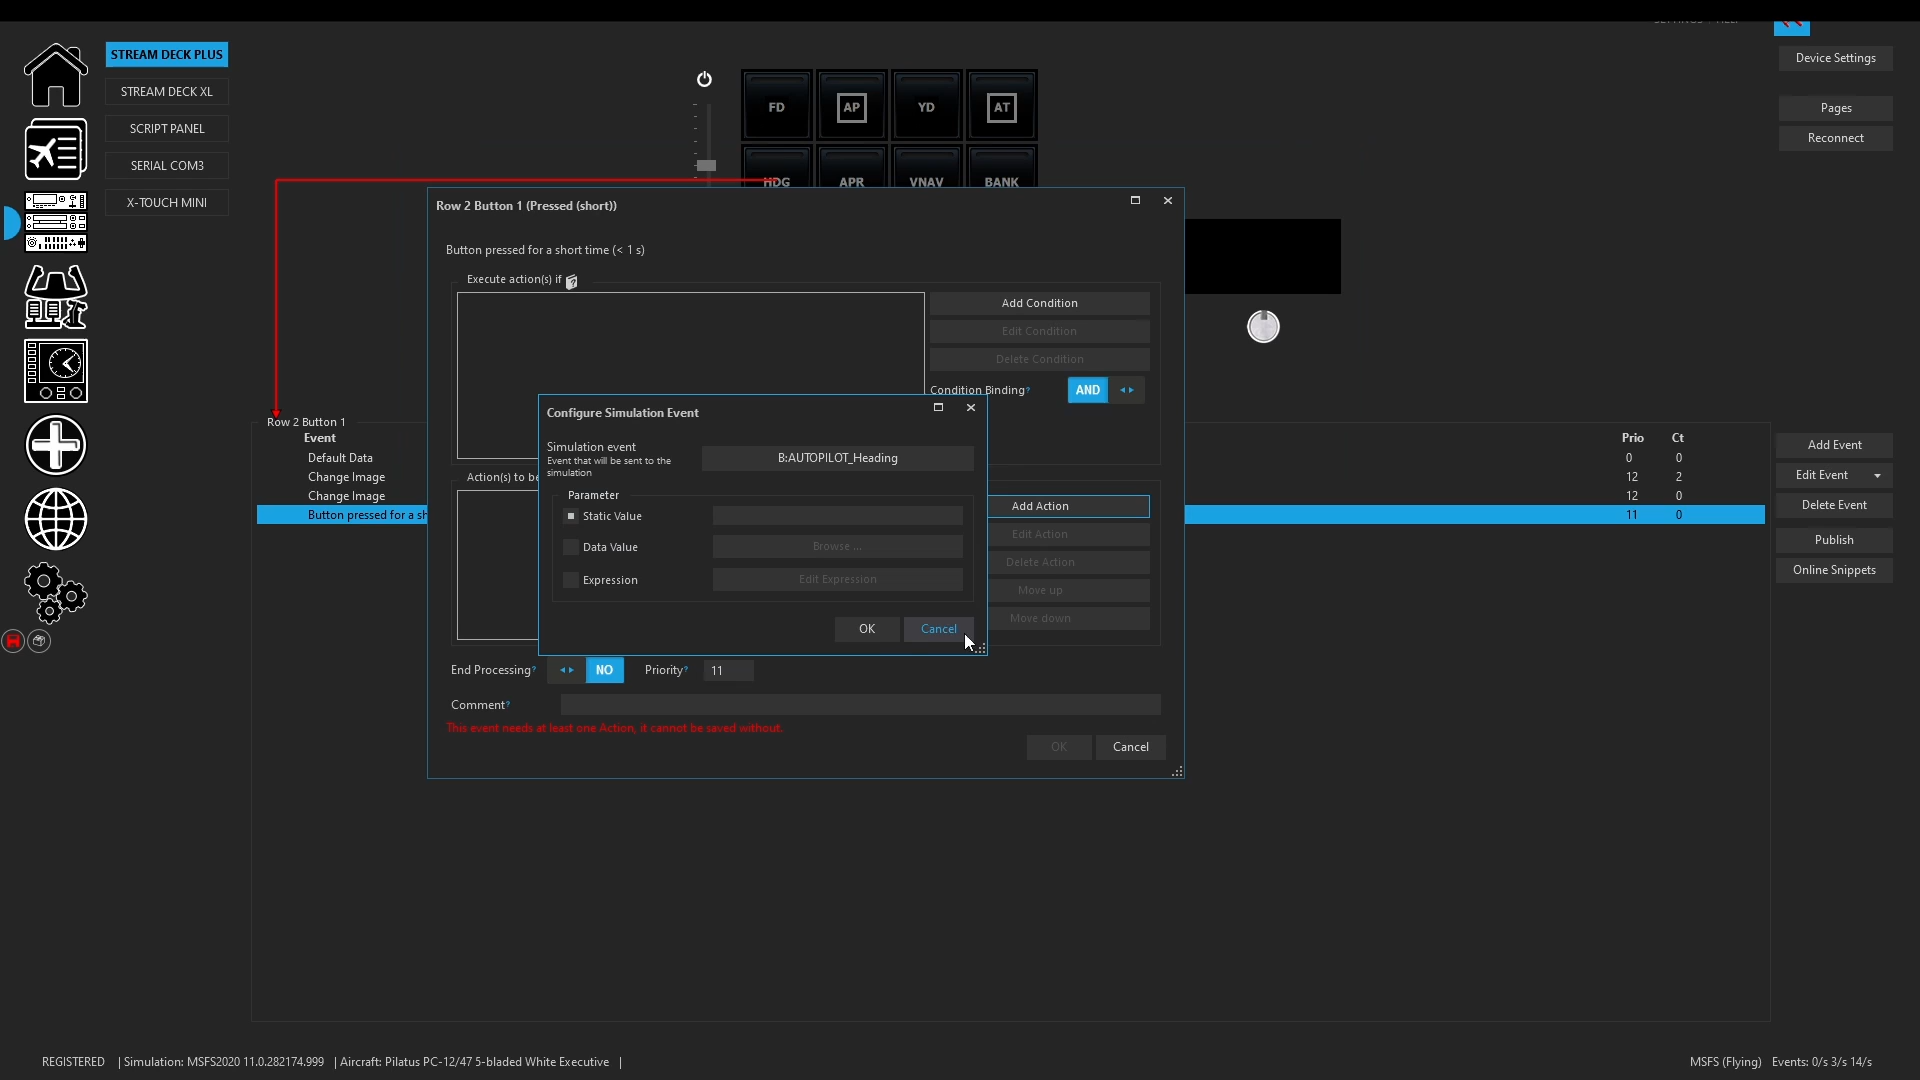 STREAM DECK PLUS
STREAM DECK XL
SCRIPT PANEL
SERIAL COM3
X-TOUCH MINI
FD AP YD AT
HDG APR VNAV BANK
Device Settings
Pages
Reconnect
Row 2 Button 1 (Pressed (short))
Button pressed for a short time (< 1 s)
Execute action(s) if
Add Condition
Edit Condition
Delete Condition
Condition Binding? AND
Row 2 Button 1
Event Prio Ct
Default Data 0 0
Change Image 12 2
Change Image 12 0
Button pressed for a sh 11 0
Action(s) to be
Configure Simulation Event
Simulation event
Event that will be sent to the
simulation
B:AUTOPILOT_Heading
Parameter
Static Value
Data Value Browse ...
Expression Edit Expression
OK Cancel
Add Action
Edit Action
Delete Action
Move up
Move down
End Processing? NO Priority? 11
Comment?
This event needs at least one Action, it cannot be saved without.
OK Cancel
Add Event
Edit Event
Delete Event
Publish
Online Snippets
REGISTERED | Simulation: MSFS2020 11.0.282174.999 | Aircraft: Pilatus PC-12/47 5-bladed White Executive |
MSFS (Flying) Events: 0/s 3/s 14/s